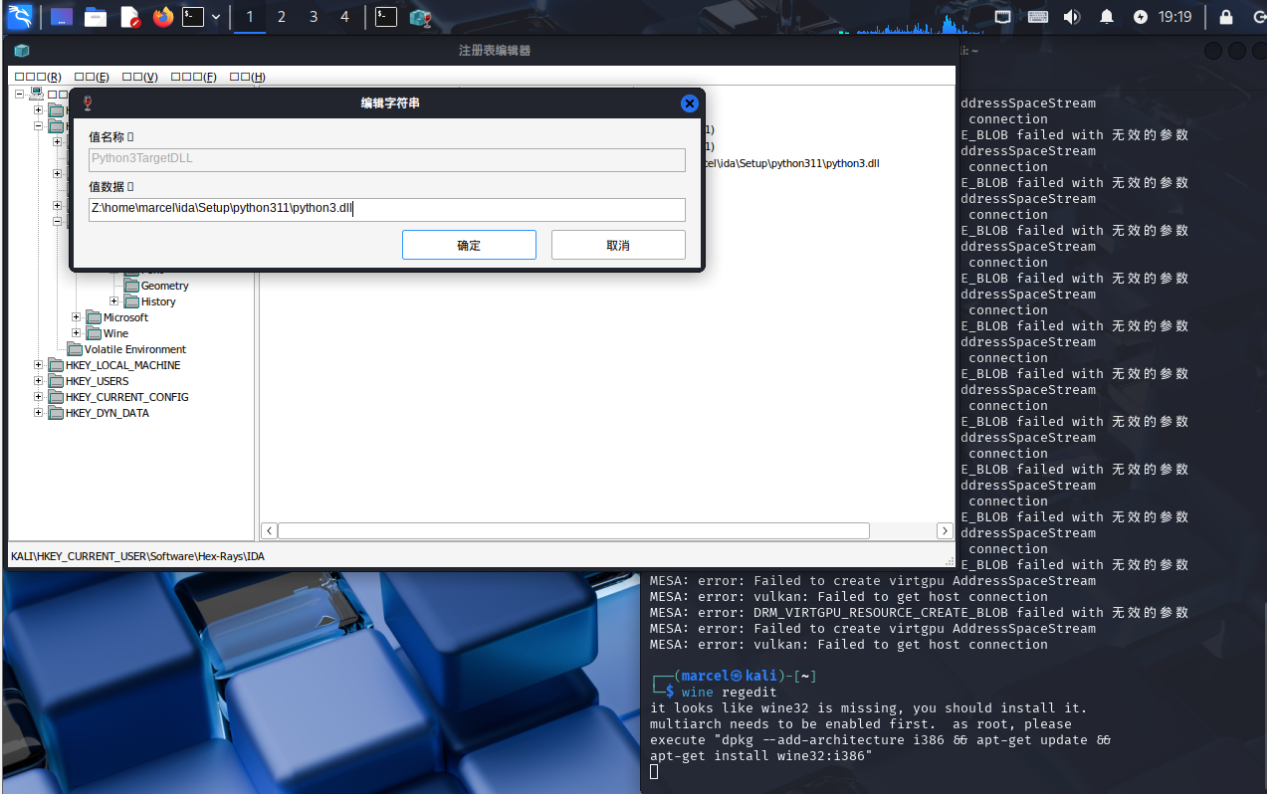 1 2 3 4
19:19
注册表编辑器
li: ~
□□□(R) □□(E) □□(V) □□□(F) □□(H)
□□
编辑字符串
值名称▯
Python3TargetDLL
值数据▯
Z:\home\marcel\ida\Setup\python311\python3.dll
确定 取消
1)
1)
cel\ida\Setup\python311\python3.dll
Geometry
History
Microsoft
Wine
Volatile Environment
HKEY_LOCAL_MACHINE
HKEY_USERS
HKEY_CURRENT_CONFIG
HKEY_DYN_DATA
KALI\HKEY_CURRENT_USER\Software\Hex-Rays\IDA
ddressSpaceStream
connection
E_BLOB failed with 无效的参数
ddressSpaceStream
connection
E_BLOB failed with 无效的参数
ddressSpaceStream
connection
E_BLOB failed with 无效的参数
ddressSpaceStream
connection
E_BLOB failed with 无效的参数
ddressSpaceStream
connection
E_BLOB failed with 无效的参数
ddressSpaceStream
connection
E_BLOB failed with 无效的参数
ddressSpaceStream
connection
E_BLOB failed with 无效的参数
ddressSpaceStream
connection
E_BLOB failed with 无效的参数
ddressSpaceStream
connection
E_BLOB failed with 无效的参数
ddressSpaceStream
connection
E_BLOB failed with 无效的参数
MESA: error: Failed to create virtgpu AddressSpaceStream
MESA: error: vulkan: Failed to get host connection
MESA: error: DRM_VIRTGPU_RESOURCE_CREATE_BLOB failed with 无效的参数
MESA: error: Failed to create virtgpu AddressSpaceStream
MESA: error: vulkan: Failed to get host connection
┌──(marcel㉿kali)-[~]
└─$ wine regedit
it looks like wine32 is missing, you should install it.
multiarch needs to be enabled first.  as root, please
execute "dpkg --add-architecture i386 && apt-get update &&
apt-get install wine32:i386"